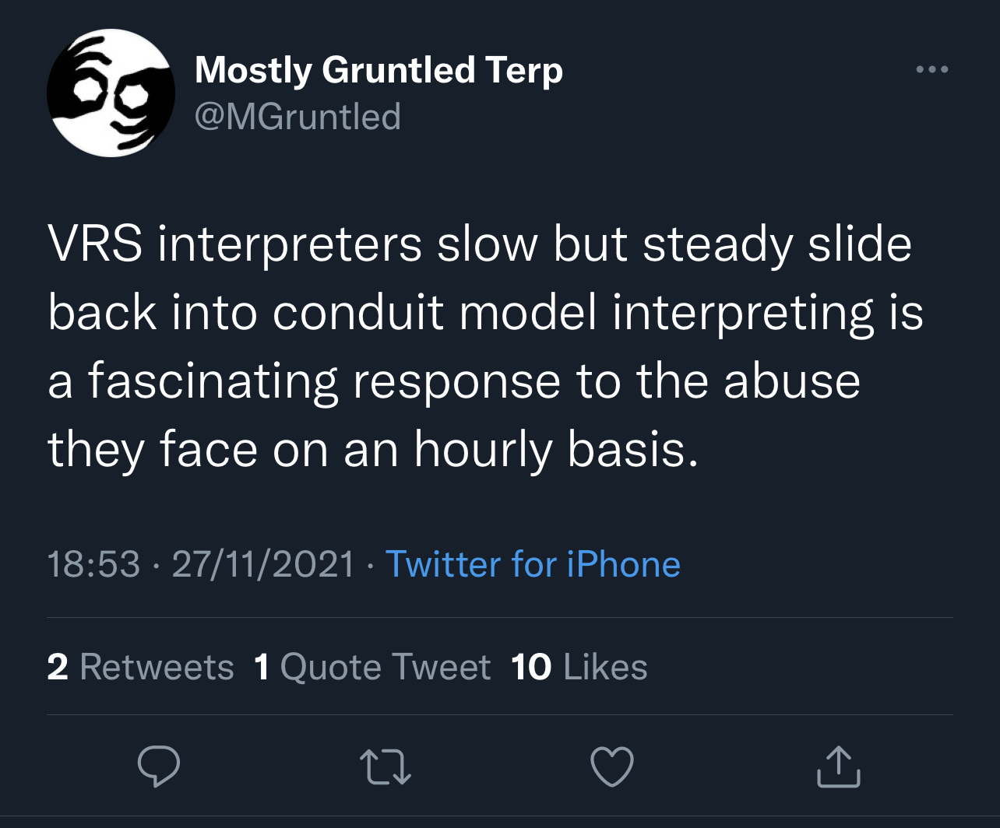 Mostly Gruntled Terp
@MGruntled
VRS interpreters slow but steady slide
back into conduit model interpreting is
a fascinating response to the abuse
they face on an hourly basis.
18:53 · 27/11/2021 · Twitter for iPhone
2 Retweets 1 Quote Tweet 10 Likes